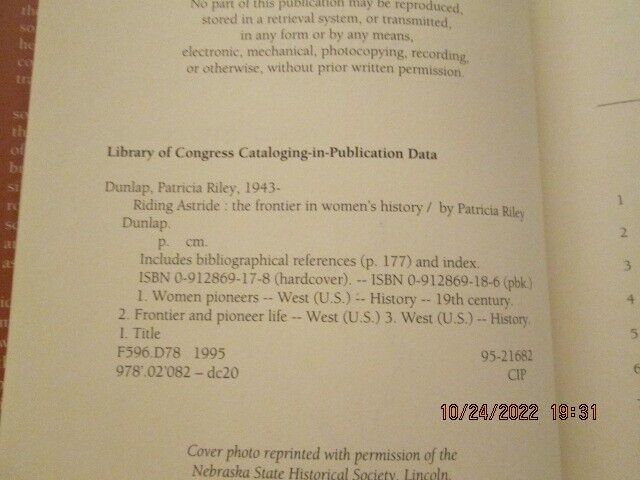 No part of this publication may be reproduced,
stored in a retrieval system, or transmitted,
in any form or by any means,
electronic, mechanical, photocopying, recording,
or otherwise, without prior written permission.
Library of Congress Cataloging-in-Publication Data
Dunlap, Patricia Riley, 1943-
Riding Astride : the frontier in women's history / by Patricia Riley
Dunlap.
p. cm.
Includes bibliographical references (p. 177) and index.
ISBN 0-912869-17-8 (hardcover). -- ISBN 0-912869-18-6 (pbk.)
1. Women pioneers -- West (U.S.) -- History -- 19th century.
2. Frontier and pioneer life -- West (U.S.) 3. West (U.S.) -- History.
I. Title
F596.D78 1995 95-21682
978'.02'082 – dc20 CIP
Cover photo reprinted with permission of the
Nebraska State Historical Society, Lincoln.
1
2
3
4
5
6
10/24/2022 19:31